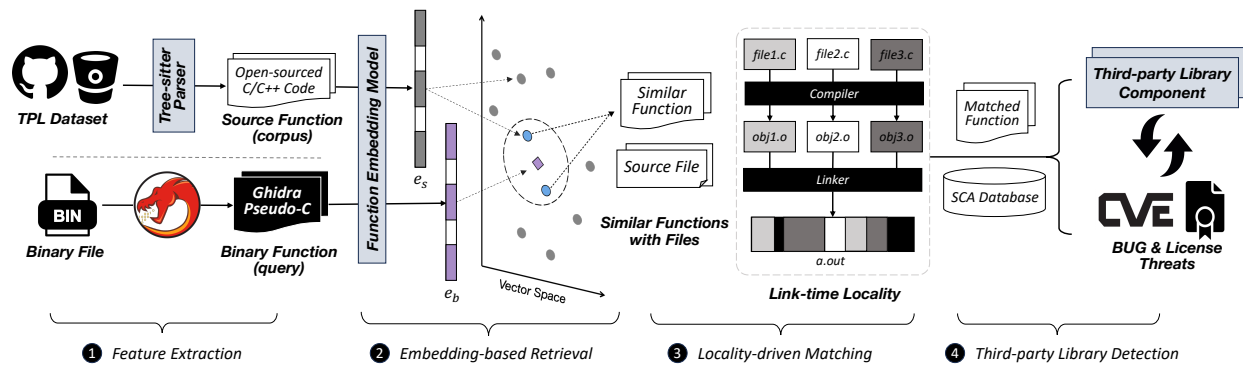 TPL Dataset
Tree-sitter
Parser
Open-sourced
C/C++ Code
Source Function
(corpus)
BIN
Binary File
Ghidra
Pseudo-C
Binary Function
(query)
Function Embedding Model
e_s
e_b
Vector Space
Similar
Function
Source File
Similar Functions
with Files
file1.c
file2.c
file3.c
Compiler
obj1.o
obj2.o
obj3.o
Linker
a.out
Link-time Locality
Matched
Function
SCA Database
Third-party Library
Component
CVE
BUG & License
Threats
1 Feature Extraction
2 Embedding-based Retrieval
3 Locality-driven Matching
4 Third-party Library Detection